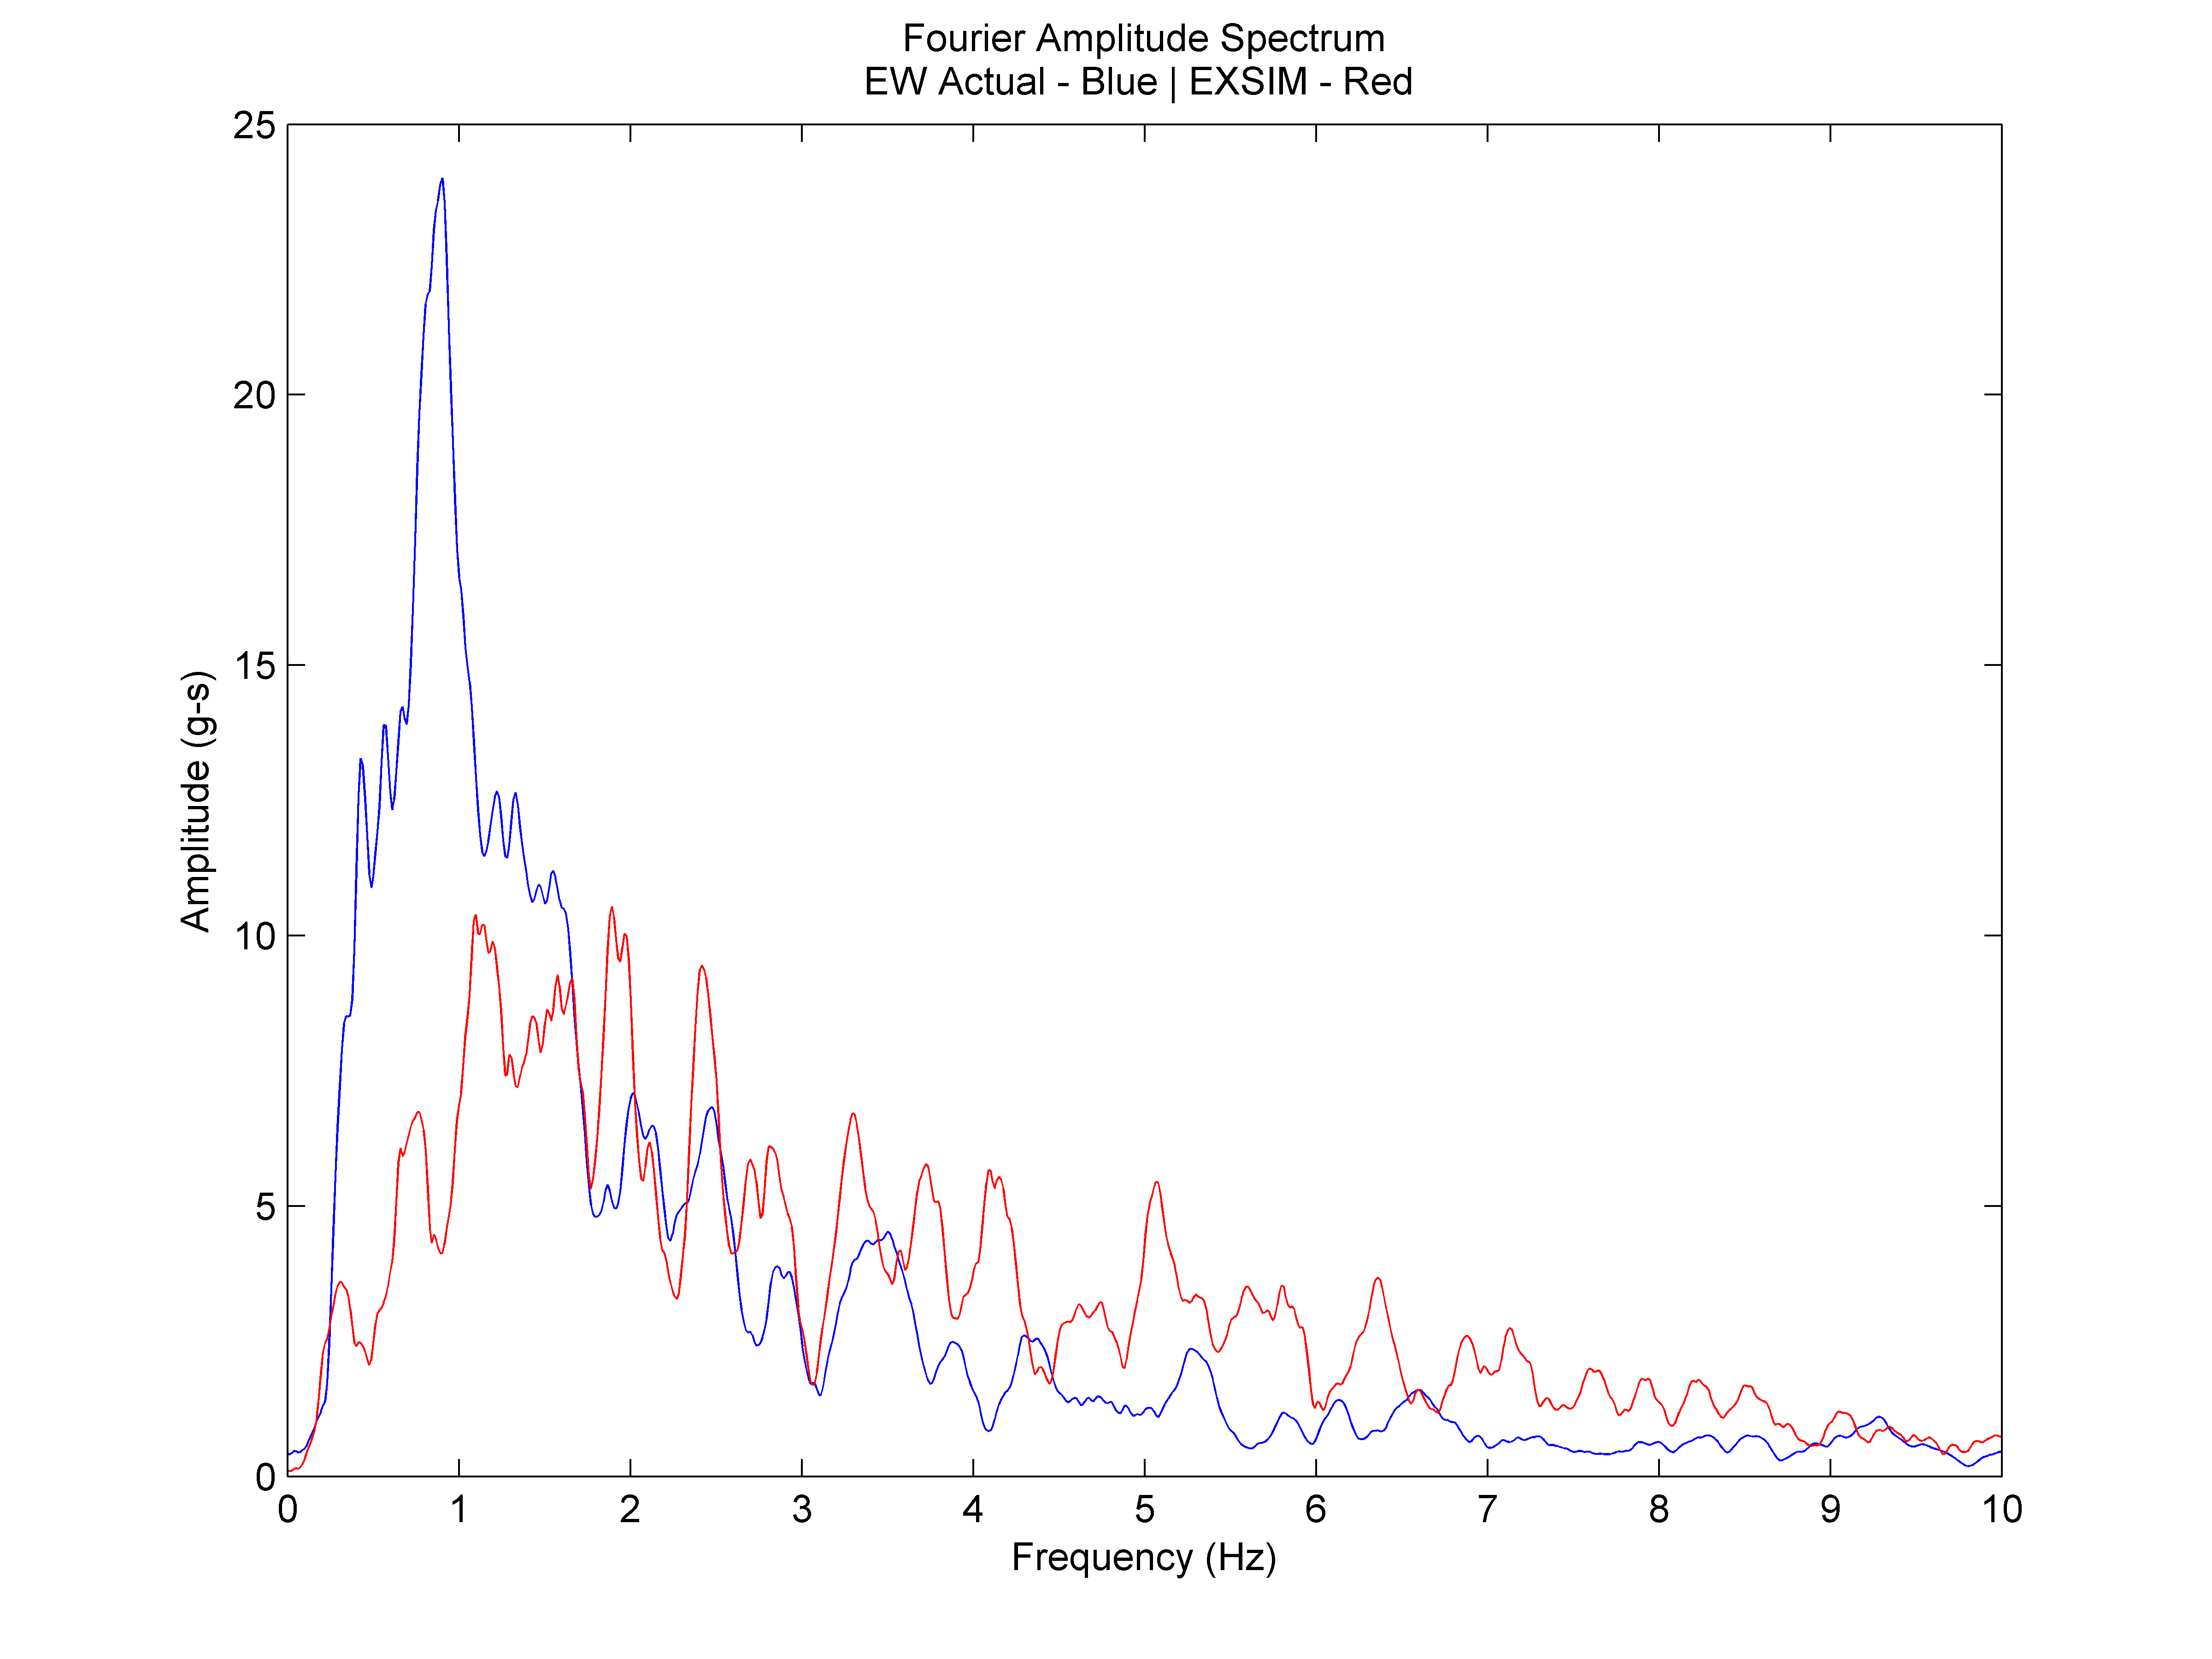 Fourier Amplitude Spectrum
EW Actual - Blue | EXSIM - Red
25
20
15
10
5
0
Amplitude (g-s)
0 1 2 3 4 5 6 7 8 9 10
Frequency (Hz)